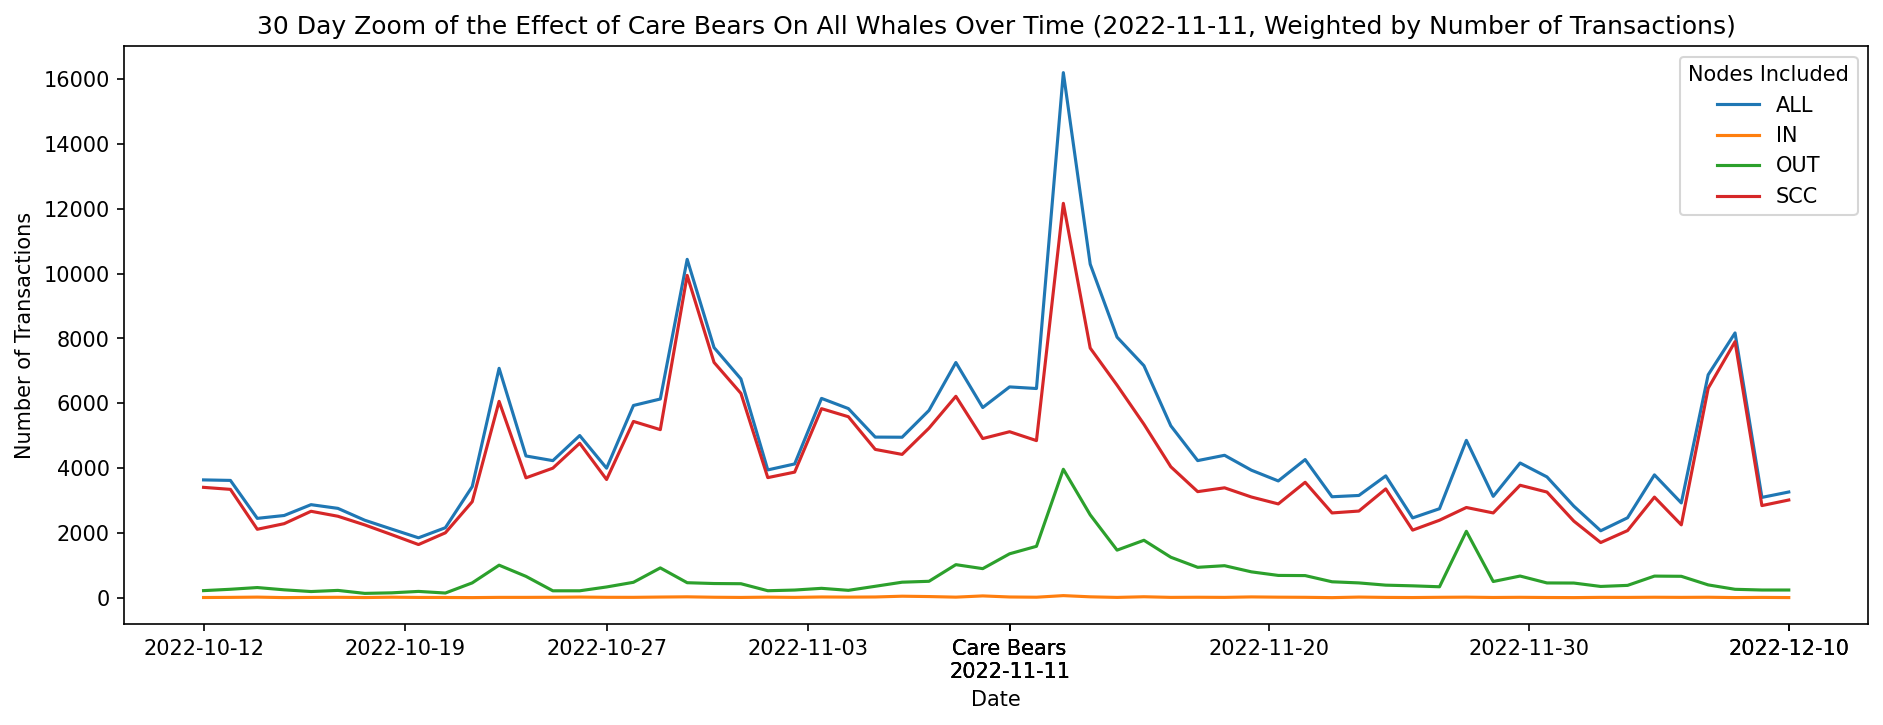 30 Day Zoom of the Effect of Care Bears On All Whales Over Time (2022-11-11, Weighted by Number of Transactions)
Nodes Included
ALL
IN
OUT
SCC
Number of Transactions
16000
14000
12000
10000
8000
6000
4000
2000
0
2022-10-12
2022-10-19
2022-10-27
2022-11-03
Care Bears
2022-11-11
2022-11-20
2022-11-30
2022-12-10
Date